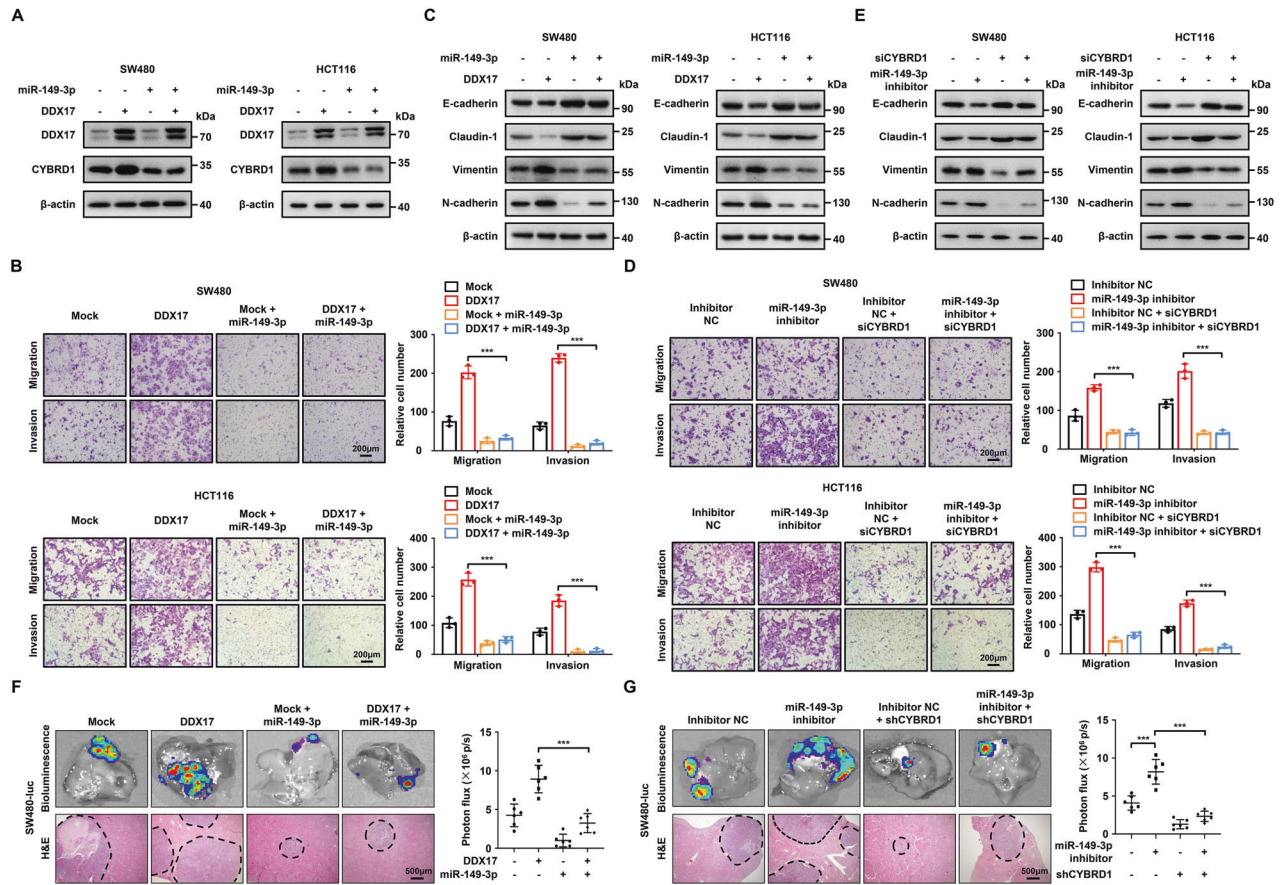 A
SW480
HCT116
miR-149-3p - - + +
DDX17 - + - +
kDa
DDX17
70
CYBRD1
35
β-actin
40
miR-149-3p - - + +
DDX17 - + - +
kDa
DDX17
70
CYBRD1
35
β-actin
40
C
SW480
HCT116
miR-149-3p - - + +
DDX17 - + - +
kDa
E-cadherin
90
Claudin-1
25
Vimentin
55
N-cadherin
130
β-actin
40
miR-149-3p - - + +
DDX17 - + - +
kDa
E-cadherin
90
Claudin-1
25
Vimentin
55
N-cadherin
130
β-actin
40
E
SW480
HCT116
siCYBRD1 - - + +
miR-149-3p
inhibitor - + - +
kDa
E-cadherin
90
Claudin-1
25
Vimentin
55
N-cadherin
130
β-actin
40
siCYBRD1 - - + +
miR-149-3p
inhibitor - + - +
kDa
E-cadherin
90
Claudin-1
25
Vimentin
55
N-cadherin
130
β-actin
40
B
SW480
Mock
DDX17
Mock +
miR-149-3p
DDX17 +
miR-149-3p
Migration
Invasion
200μm
Mock
DDX17
Mock + miR-149-3p
DDX17 + miR-149-3p
Relative cell number
300
200
100
0
***
***
Migration
Invasion
HCT116
Mock
DDX17
Mock
+ miR-149-3p
DDX17
+ miR-149-3p
Migration
Invasion
200μm
Mock
DDX17
Mock + miR-149-3p
DDX17 + miR-149-3p
Relative cell number
400
300
200
100
0
***
***
Migration
Invasion
D
SW480
Inhibitor
NC
miR-149-3p
inhibitor
Inhibitor
NC +
siCYBRD1
miR-149-3p
inhibitor +
siCYBRD1
Migration
Invasion
200μm
Inhibitor NC
miR-149-3p inhibitor
Inhibitor NC + siCYBRD1
miR-149-3p inhibitor + siCYBRD1
Relative cell number
300
200
100
0
***
***
Migration
Invasion
HCT116
Inhibitor
NC
miR-149-3p
inhibitor
Inhibitor
NC +
siCYBRD1
miR-149-3p
inhibitor +
siCYBRD1
Migration
Invasion
200μm
Inhibitor NC
miR-149-3p inhibitor
Inhibitor NC + siCYBRD1
miR-149-3p inhibitor + siCYBRD1
Relative cell number
400
300
200
100
0
***
***
Migration
Invasion
F
Mock
DDX17
Mock +
miR-149-3p
DDX17 +
miR-149-3p
SW480-luc
Bioluminescence
H&E
500μm
Photon flux (×10⁶ p/s)
15
10
5
0
***
DDX17 - + - +
miR-149-3p - - + +
G
Inhibitor NC
miR-149-3p
inhibitor
Inhibitor NC
+ shCYBRD1
miR-149-3p
inhibitor +
shCYBRD1
SW480-luc
Bioluminescence
H&E
500μm
Photon flux (×10⁶ p/s)
15
10
5
0
***
***
miR-149-3p
inhibitor - + - +
shCYBRD1 - - + +